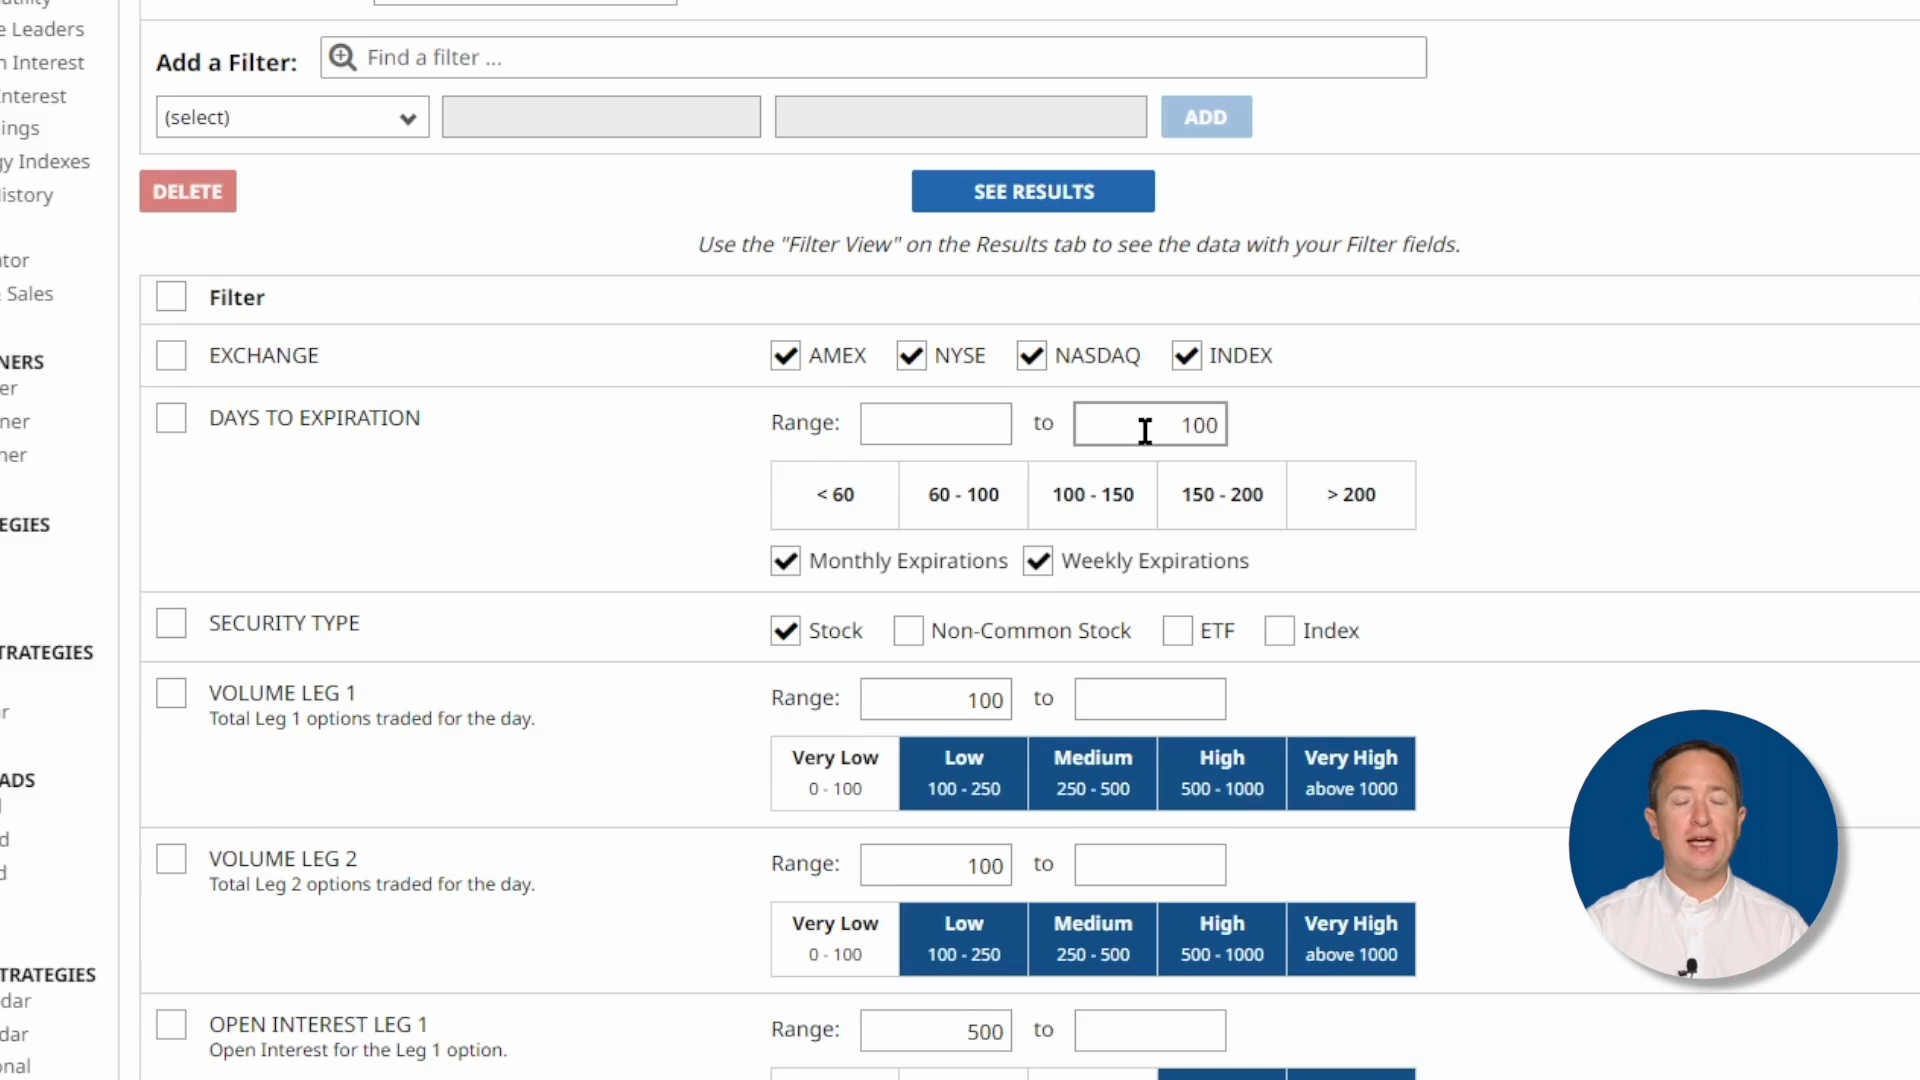 Leaders
Interest
nterest
ings
gy Indexes
History
tor
Sales
NERS
er
ner
ner
EGIES
TRATEGIES
r
ADS
d
d
TRATEGIES
dar
dar
onal
Add a Filter:
Find a filter ...
(select)
ADD
DELETE
SEE RESULTS
Use the "Filter View" on the Results tab to see the data with your Filter fields.
Filter
EXCHANGE
AMEX NYSE NASDAQ INDEX
DAYS TO EXPIRATION
Range: to 100
< 60 60 - 100 100 - 150 150 - 200 > 200
Monthly Expirations Weekly Expirations
SECURITY TYPE
Stock Non-Common Stock ETF Index
VOLUME LEG 1
Total Leg 1 options traded for the day.
Range: 100 to
Very Low Low Medium High Very High
0 - 100 100 - 250 250 - 500 500 - 1000 above 1000
VOLUME LEG 2
Total Leg 2 options traded for the day.
Range: 100 to
Very Low Low Medium High Very High
0 - 100 100 - 250 250 - 500 500 - 1000 above 1000
OPEN INTEREST LEG 1
Open Interest for the Leg 1 option.
Range: 500 to